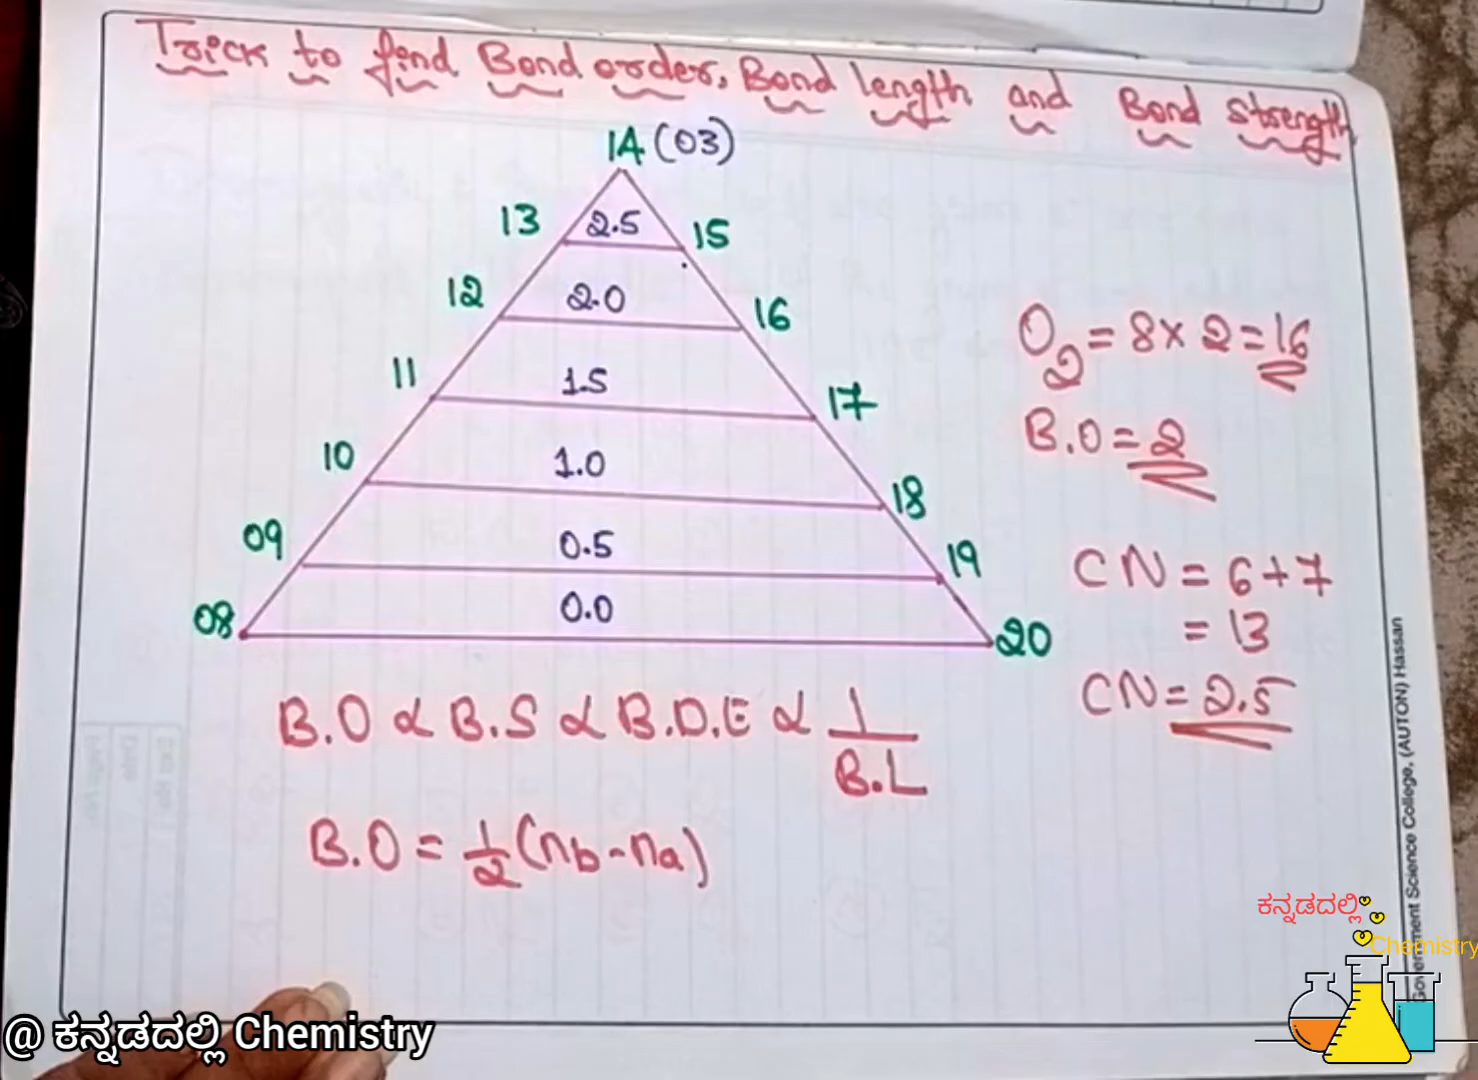 Trick to find Bond order, Bond length and Bond strength
14 (03)
13 2.5 15
12 2.0 16
11 1.5 17
10 1.0 18
09 0.5 19
08 0.0 20
O2 = 8 x 2 = 16
B.O = 2
CN = 6 + 7
= 13
CN = 2.5
B.O α B.S α B.D.E α 1/B.L
B.O = 1/2 (nb - na)
Government Science College, (AUTON) Hassan
ಕನ್ನಡದಲ್ಲಿ
Chemistry
@ ಕನ್ನಡದಲ್ಲಿ Chemistry